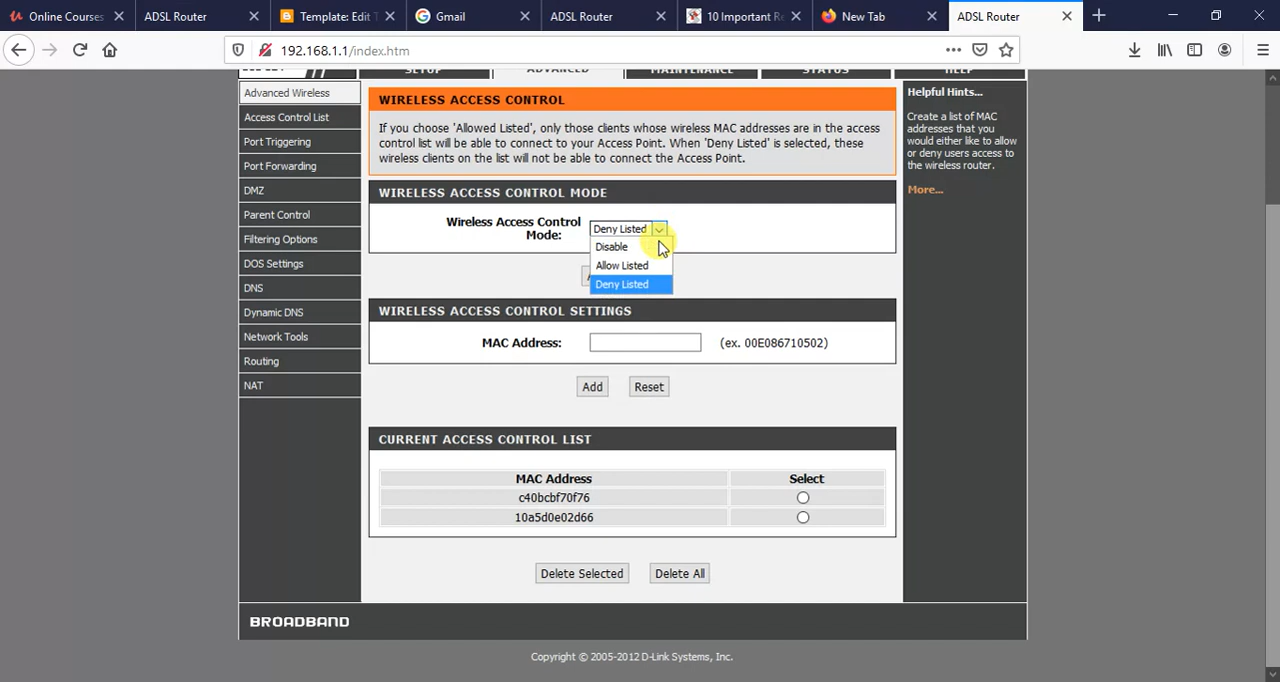 Online Courses
ADSL Router
Template: Edit T
Gmail
ADSL Router
10 Important Re
New Tab
ADSL Router
192.168.1.1/index.htm
SETUP
ADVANCED
MAINTENANCE
STATUS
HELP
Advanced Wireless
Access Control List
Port Triggering
Port Forwarding
DMZ
Parent Control
Filtering Options
DOS Settings
DNS
Dynamic DNS
Network Tools
Routing
NAT
WIRELESS ACCESS CONTROL
If you choose 'Allowed Listed', only those clients whose wireless MAC addresses are in the access
control list will be able to connect to your Access Point. When 'Deny Listed' is selected, these
wireless clients on the list will not be able to connect the Access Point.
WIRELESS ACCESS CONTROL MODE
Wireless Access Control
Mode:
Deny Listed
Disable
Allow Listed
Deny Listed
WIRELESS ACCESS CONTROL SETTINGS
MAC Address:
(ex. 00E086710502)
Add
Reset
CURRENT ACCESS CONTROL LIST
MAC Address
Select
c40bcbf70f76
10a5d0e02d66
Delete Selected
Delete All
Helpful Hints...
Create a list of MAC
addresses that you
would either like to allow
or deny users access to
the wireless router.
More...
BROADBAND
Copyright © 2005-2012 D-Link Systems, Inc.